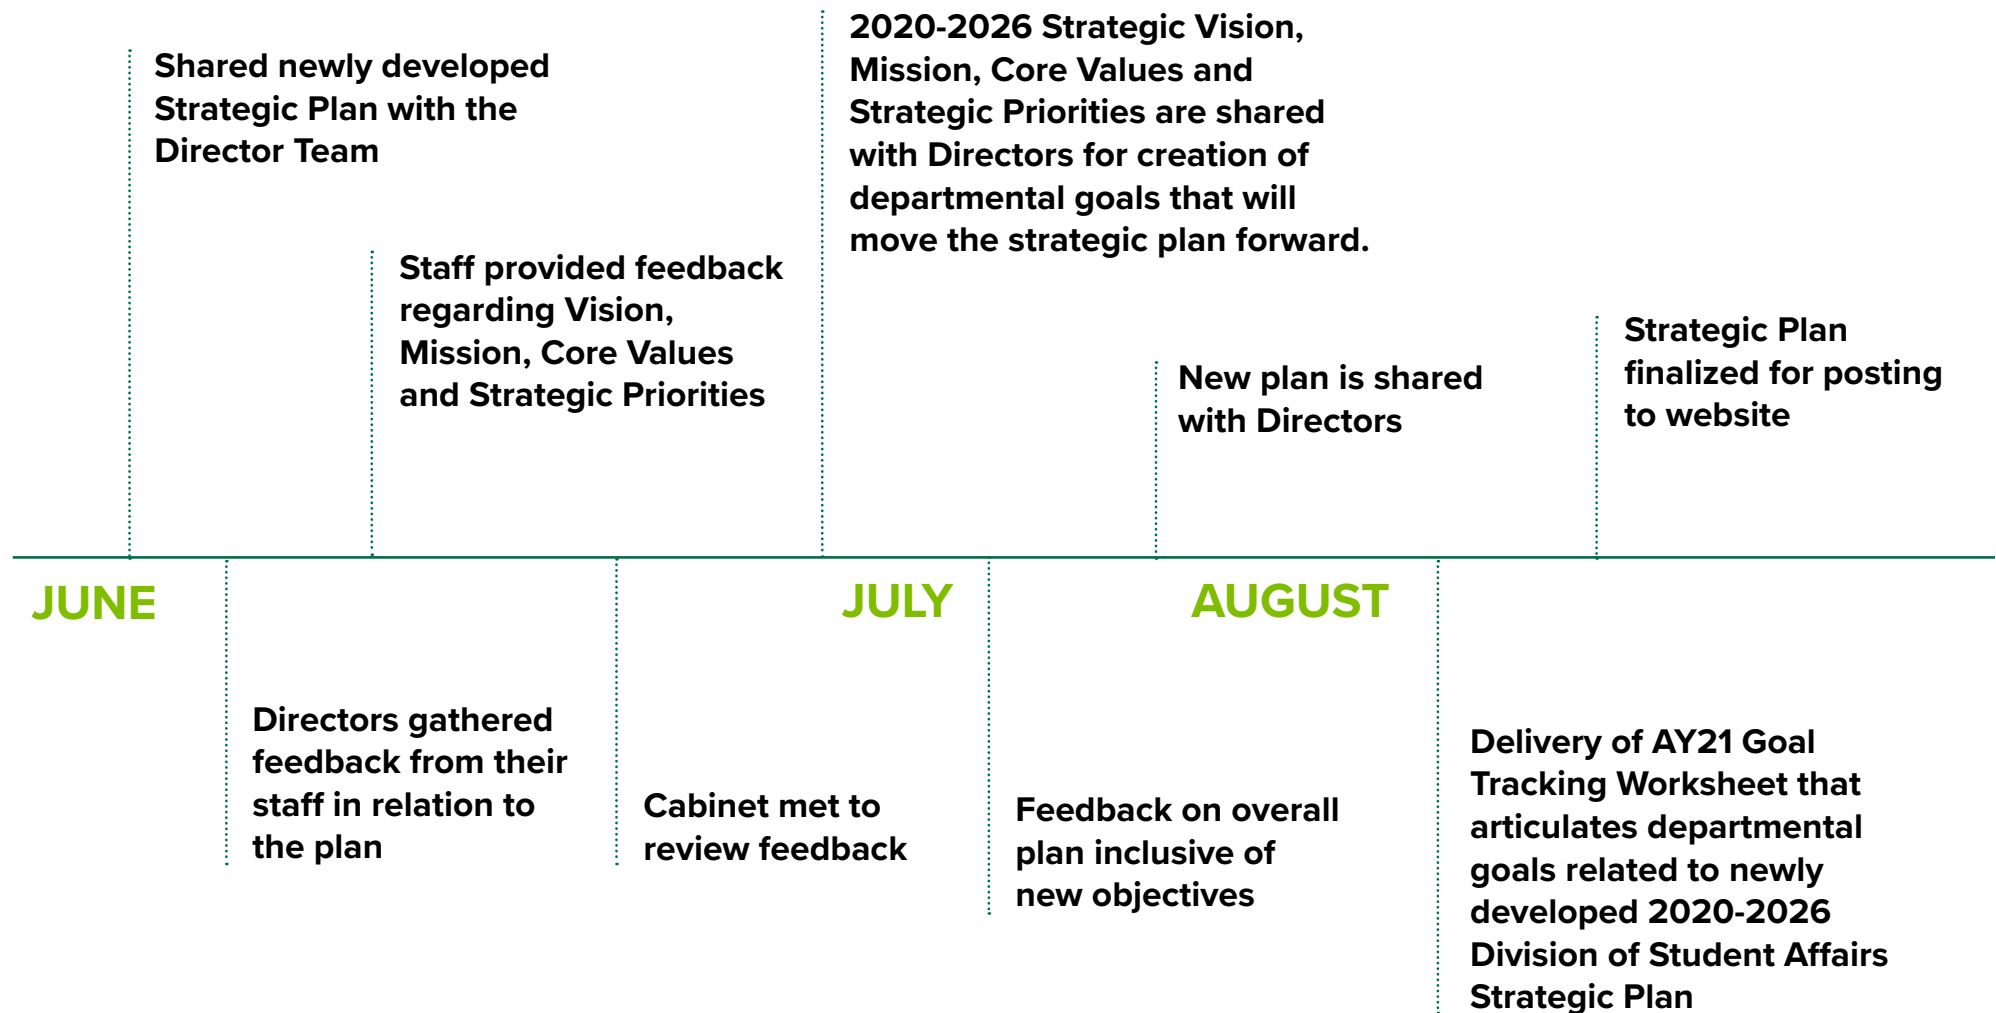 Shared newly developed
Strategic Plan with the
Director Team
Staff provided feedback
regarding Vision,
Mission, Core Values
and Strategic Priorities
2020-2026 Strategic Vision,
Mission, Core Values and
Strategic Priorities are shared
with Directors for creation of
departmental goals that will
move the strategic plan forward.
New plan is shared
with Directors
Strategic Plan
finalized for posting
to website
JUNE
JULY
AUGUST
Directors gathered
feedback from their
staff in relation to
the plan
Cabinet met to
review feedback
Feedback on overall
plan inclusive of
new objectives
Delivery of AY21 Goal
Tracking Worksheet that
articulates departmental
goals related to newly
developed 2020-2026
Division of Student Affairs
Strategic Plan